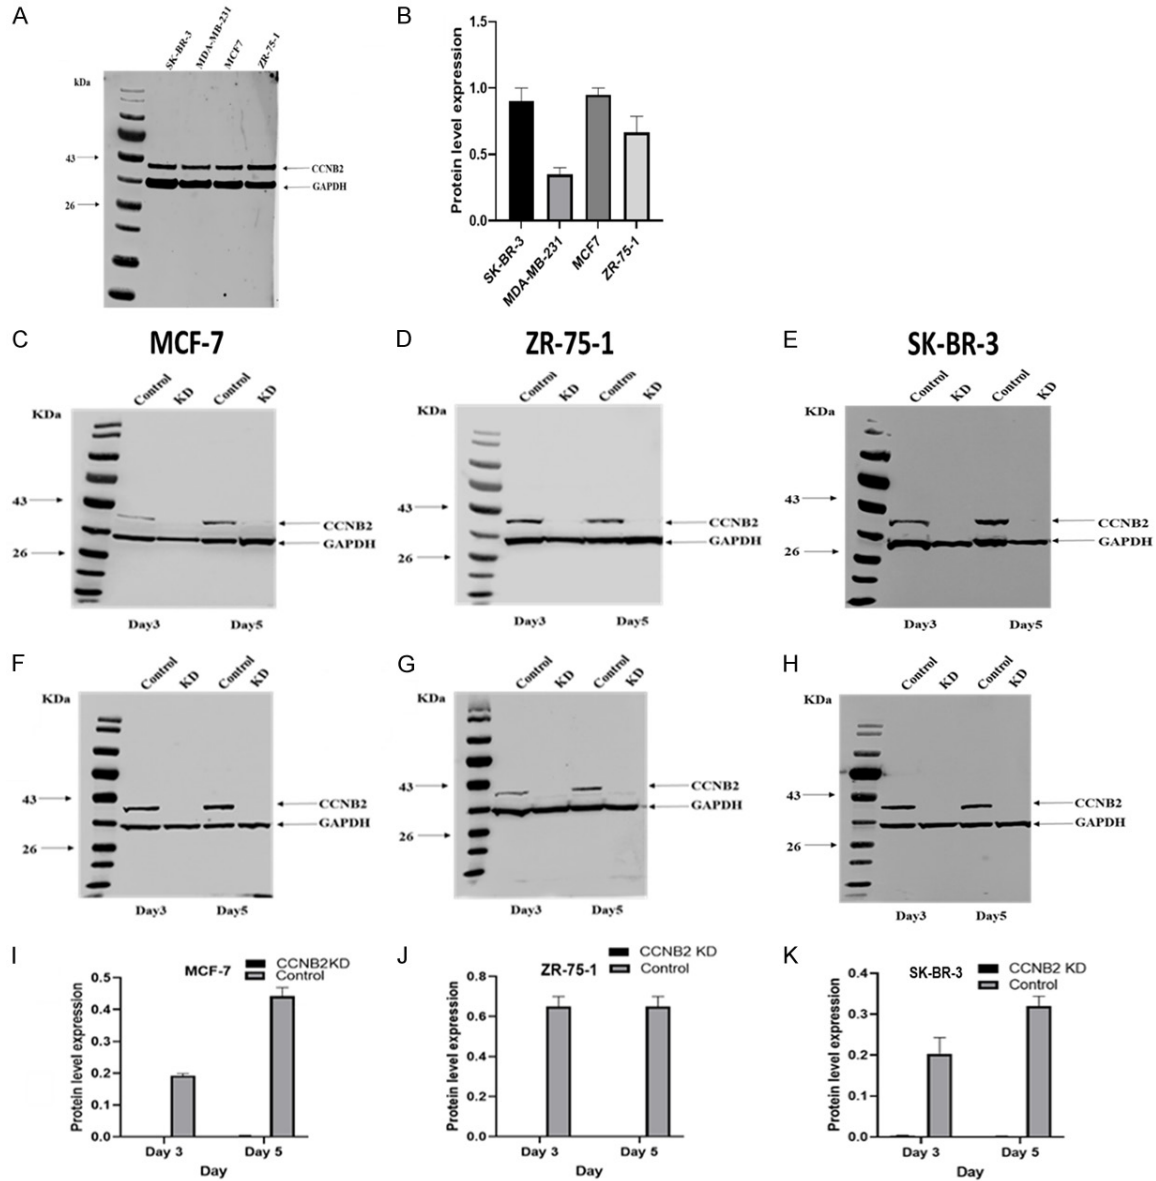 A
SK-BR-3
MDA-MB-231
MCF7
ZR-75-1
kDa
43
CCNB2
GAPDH
26
B
Protein level expression
1.5
1.0
0.5
0.0
SK-BR-3
MDA-MB-231
MCF7
ZR-75-1
C
MCF-7
Control
KD
Control
KD
KDa
43
CCNB2
GAPDH
26
Day3
Day5
D
ZR-75-1
Control
KD
Control
KD
KDa
43
CCNB2
GAPDH
26
Day3
Day5
E
SK-BR-3
Control
KD
Control
KD
KDa
43
CCNB2
GAPDH
26
Day3
Day5
F
Control
KD
Control
KD
KDa
43
CCNB2
GAPDH
26
Day3
Day5
G
Control
KD
Control
KD
KDa
43
CCNB2
GAPDH
26
Day3
Day5
H
Control
KD
Control
KD
KDa
43
CCNB2
GAPDH
26
Day3
Day5
I
MCF-7
CCNB2KD
Control
Protein level expression
0.5
0.4
0.3
0.2
0.1
0.0
Day 3
Day 5
Day
J
ZR-75-1
CCNB2 KD
Control
Protein level expression
0.8
0.6
0.4
0.2
0.0
Day 3
Day 5
Day
K
SK-BR-3
CCNB2 KD
Control
Protein level expression
0.4
0.3
0.2
0.1
0.0
Day 3
Day 5
Day